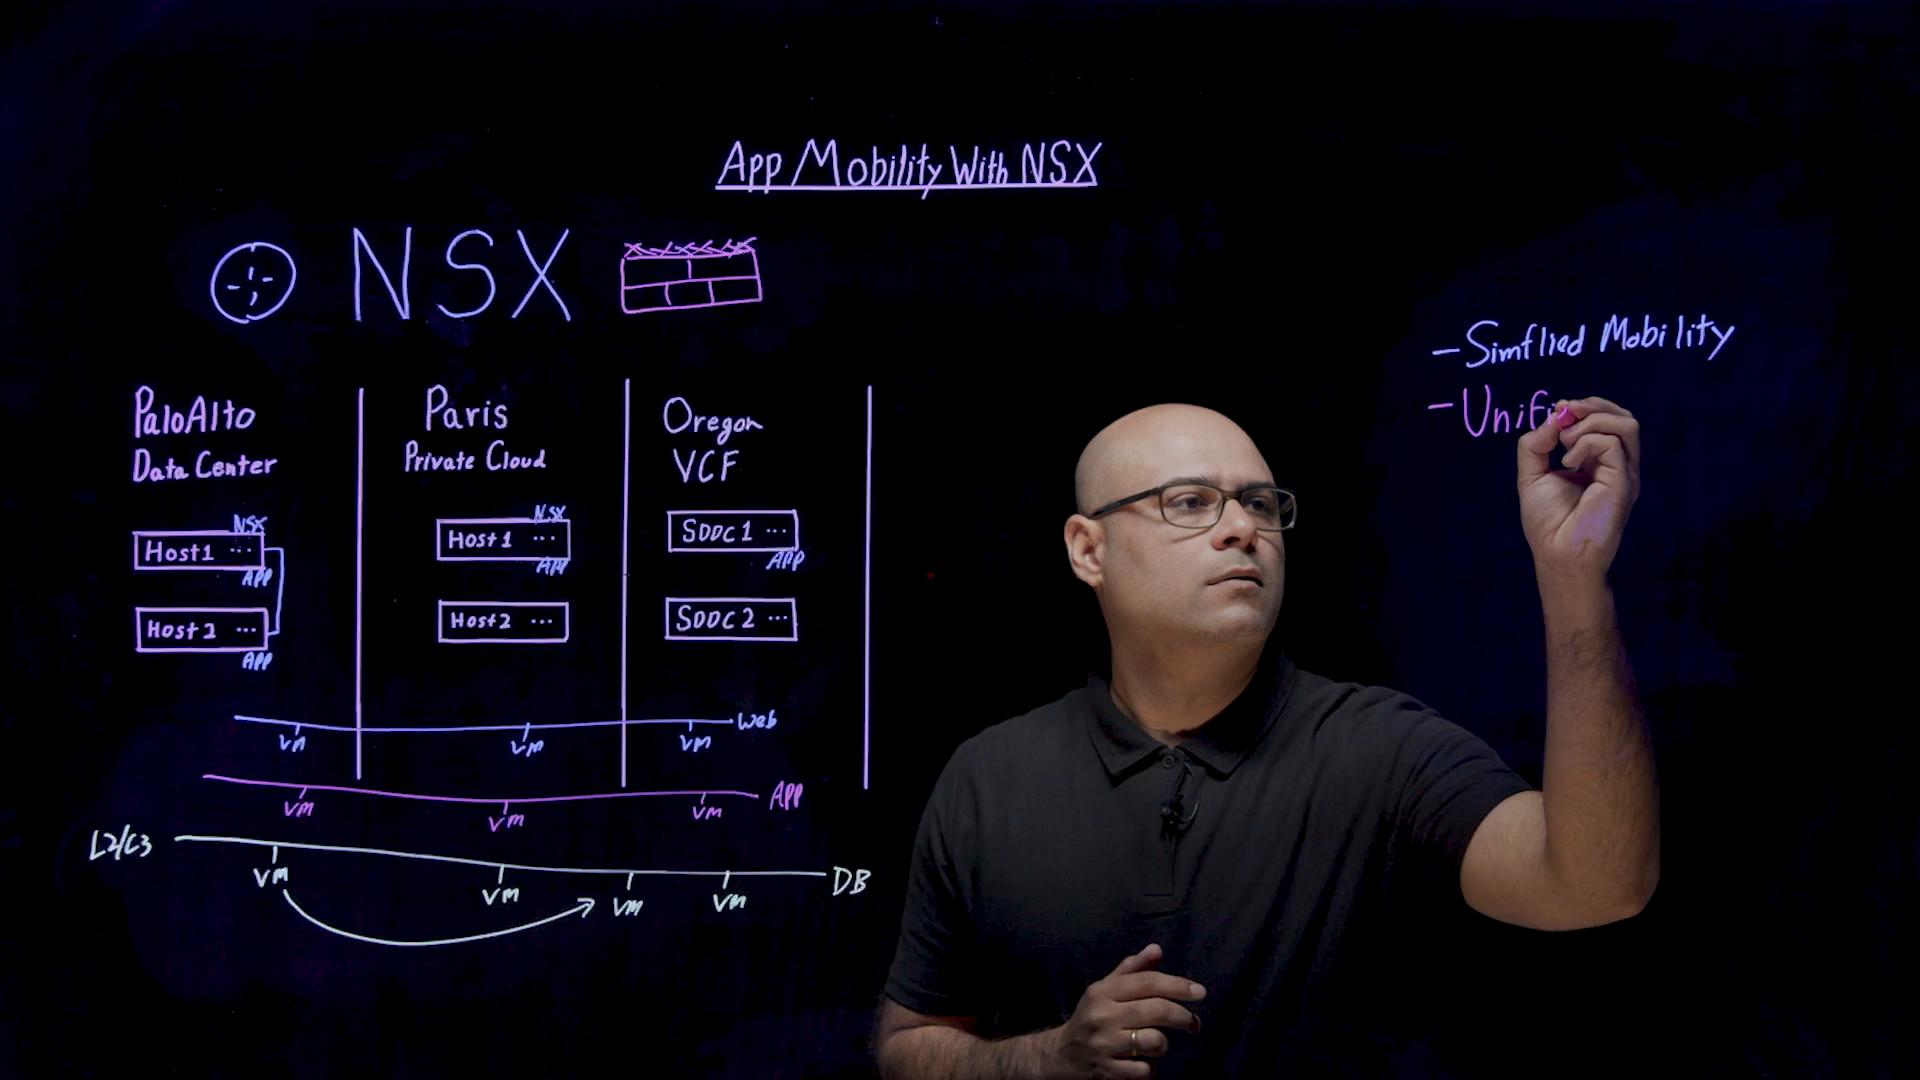 App Mobility With NSX
NSX
- Simflied Mobility
- Unifi
PaloAlto
Data Center
Paris
Private Cloud
Oregon
VCF
NSX
Host1 ...
APP
Host2 ...
APP
NSX
Host1 ...
APP
Host2 ...
SDDC1 ...
APP
SDDC2 ...
Web
VM VM VM
APP
VM VM VM
L2/L3
DB
VM VM VM VM